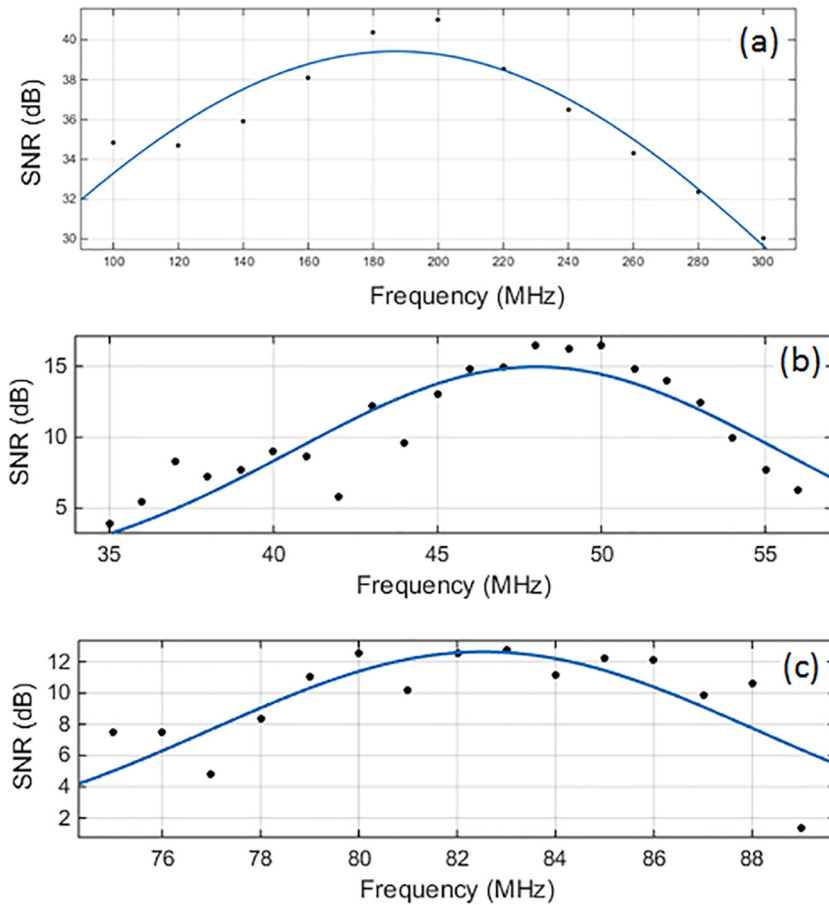 (a)
SNR (dB)
40
38
36
34
32
30
100 120 140 160 180 200 220 240 260 280 300
Frequency (MHz)
(b)
SNR (dB)
15
10
5
35 40 45 50 55
Frequency (MHz)
(c)
SNR (dB)
12
10
8
6
4
2
76 78 80 82 84 86 88
Frequency (MHz)